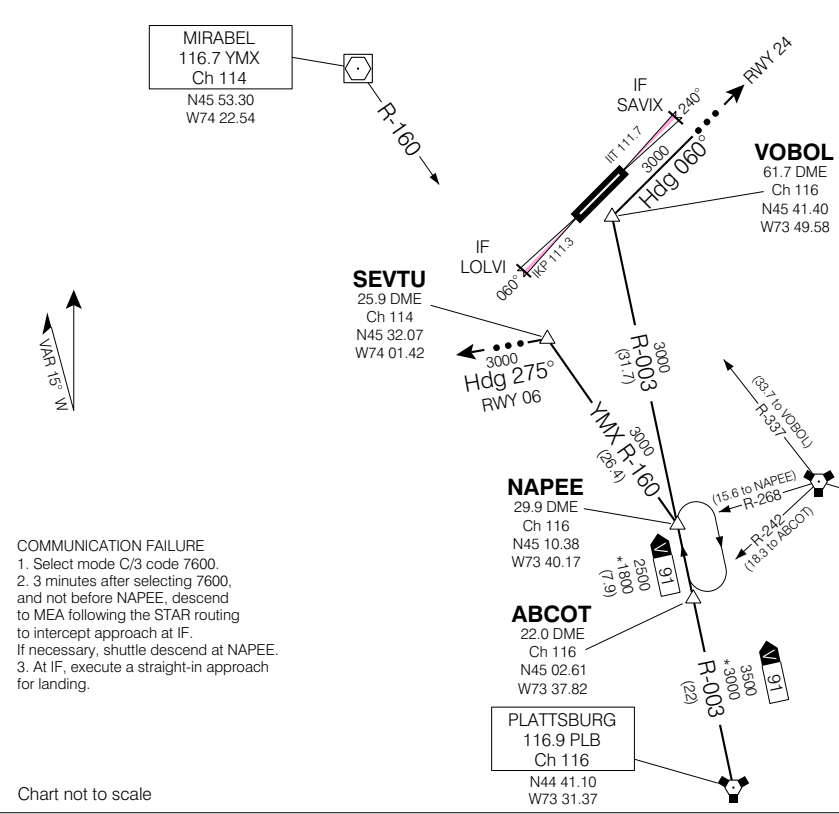 MIRABEL
116.7 YMX
Ch 114
N45 53.30
W74 22.54
R-160
RWY 24
IF
SAVIX
240°
IIT 111.7
3000
Hdg 060°
VOBOL
61.7 DME
Ch 116
N45 41.40
W73 49.58
IF
LOLVI
060°
IKP 111.3
SEVTU
25.9 DME
Ch 114
N45 32.07
W74 01.42
3000
Hdg 275°
RWY 06
VAR 15° W
3000
R-003
(31.7)
3000
YMX R-160
(26.4)
(33.7 to VOBOL)
R-337
(15.6 to NAPEE)
R-268
R-242
(18.3 to ABCOT)
NAPEE
29.9 DME
Ch 116
N45 10.38
W73 40.17
V 91
2500
*1800
(7.9)
ABCOT
22.0 DME
Ch 116
N45 02.61
W73 37.82
V 91
3500
*3000
R-003
(22)
PLATTSBURG
116.9 PLB
Ch 116
N44 41.10
W73 31.37
COMMUNICATION FAILURE
1. Select mode C/3 code 7600.
2. 3 minutes after selecting 7600,
and not before NAPEE, descend
to MEA following the STAR routing
to intercept approach at IF.
If necessary, shuttle descend at NAPEE.
3. At IF, execute a straight-in approach
for landing.
Chart not to scale